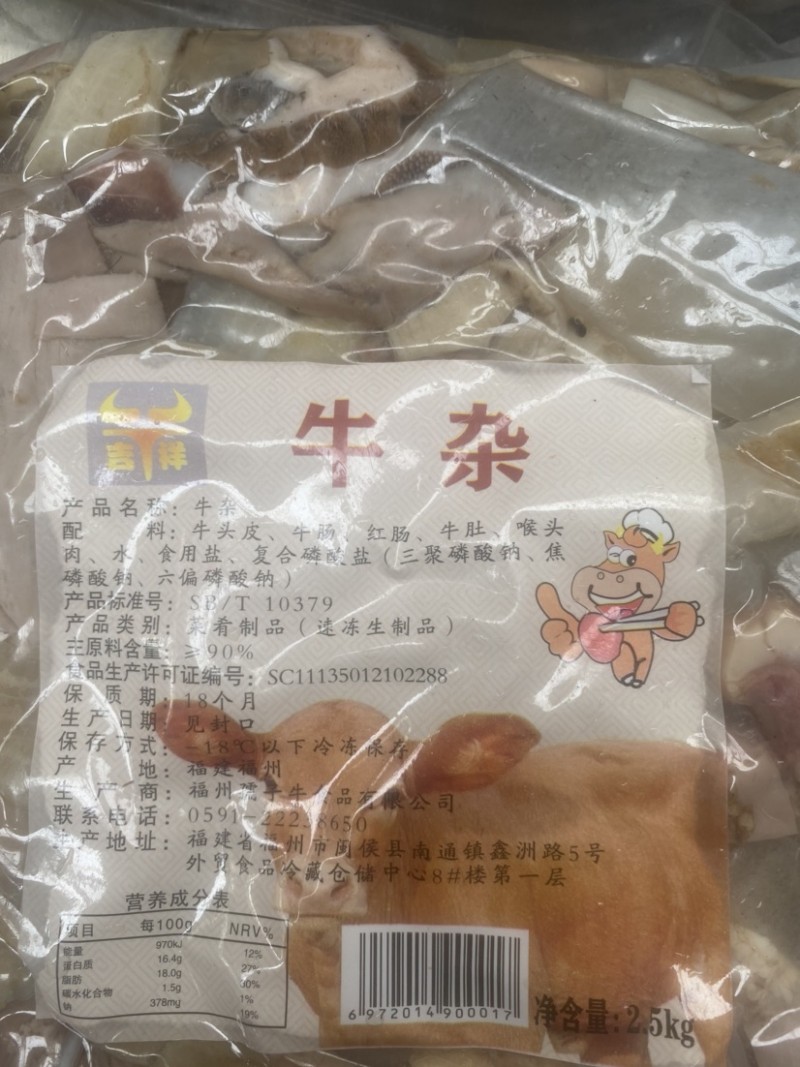 吉祥
牛杂
产品名称：牛杂
配料：牛头皮、牛肠、红肠、牛肚、喉头
肉、水、食用盐、复合磷酸盐（三聚磷酸钠、焦
磷酸钠、六偏磷酸钠）
产品标准号：SB/T 10379
产品类别：菜肴制品（速冻生制品）
主原料含量：≥90%
食品生产许可证编号：SC11135012102288
保质期：18个月
生产日期：见封口
保存方式：-18℃以下冷冻保存
产地：福建福州
生产商：福州孺子牛食品有限公司
联系电话：0591-22238650
生产地址：福建省福州市闽侯县南通镇鑫洲路5号
外贸食品冷藏仓储中心8#楼第一层
营养成分表
项目 每100g NRV%
能量 970kJ 12%
蛋白质 16.4g 27%
脂肪 18.0g 30%
碳水化合物 1.5g 1%
钠 378mg 19%
6972014900017
净含量：2.5kg